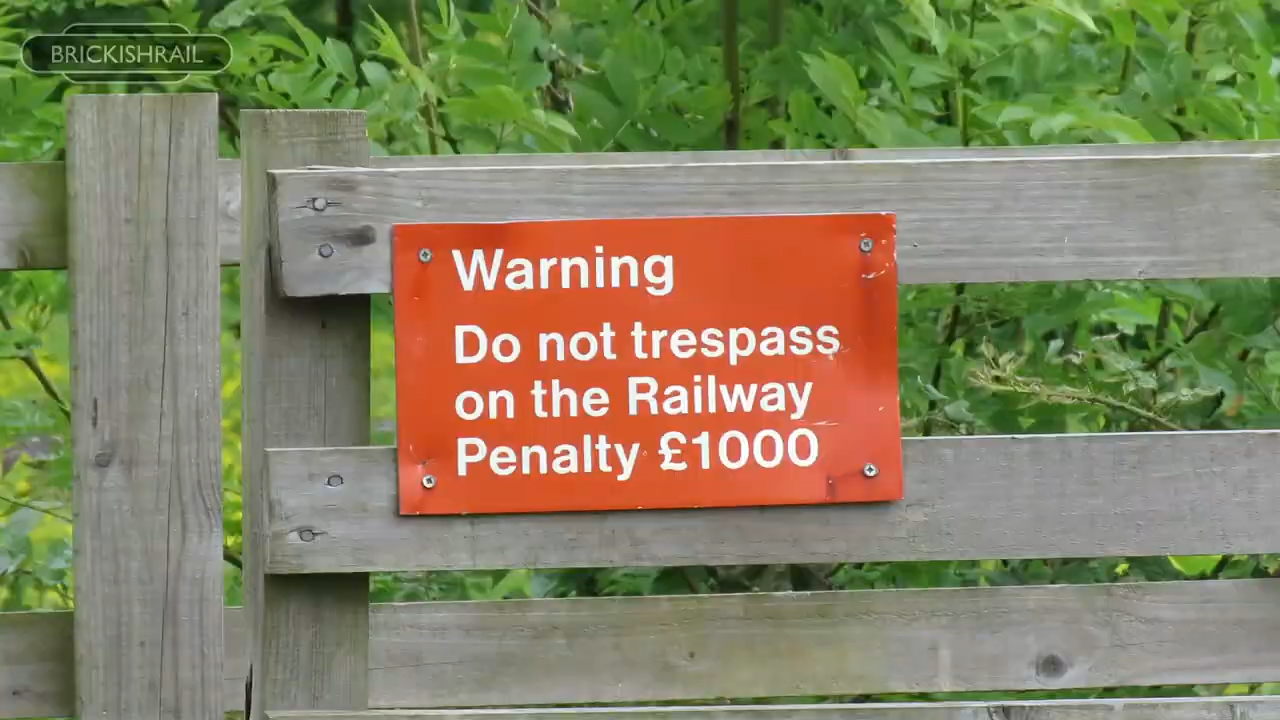 BRICKISHRAIL
Warning
Do not trespass
on the Railway
Penalty £1000